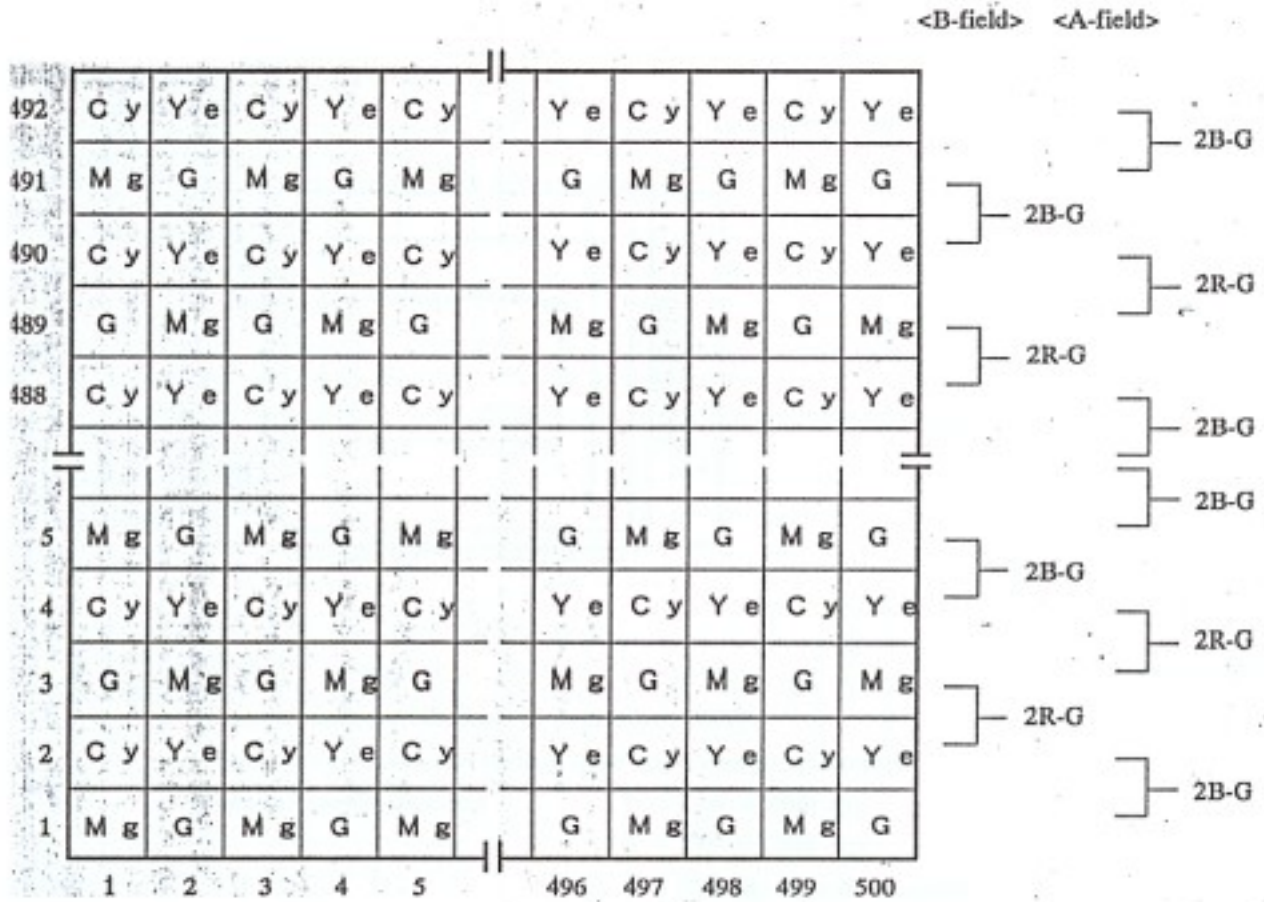 <B-field> <A-field>
492 Cy Ye Cy Ye Cy Ye Cy Ye Cy Ye
2B-G
491 Mg G Mg G Mg G Mg G Mg G
2B-G
490 Cy Ye Cy Ye Cy Ye Cy Ye Cy Ye
2R-G
489 G Mg G Mg G Mg G Mg G Mg
2R-G
488 Cy Ye Cy Ye Cy Ye Cy Ye Cy Ye
2B-G
2B-G
5 Mg G Mg G Mg G Mg G Mg G
2B-G
4 Cy Ye Cy Ye Cy Ye Cy Ye Cy Ye
2R-G
3 G Mg G Mg G Mg G Mg G Mg
2R-G
2 Cy Ye Cy Ye Cy Ye Cy Ye Cy Ye
2B-G
1 Mg G Mg G Mg G Mg G Mg G
1 2 3 4 5 496 497 498 499 500